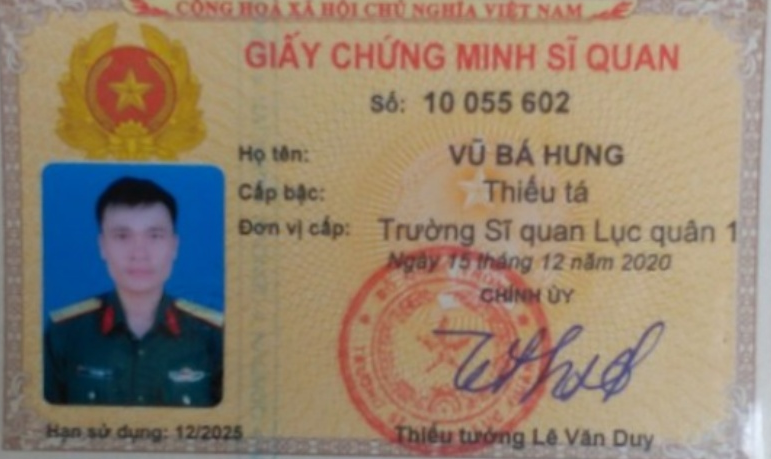 CỘNG HOÀ XÃ HỘI CHỦ NGHĨA VIỆT NAM
GIẤY CHỨNG MINH SĨ QUAN
Số: 10 055 602
Họ tên: VŨ BÁ HƯNG
Cấp bậc: Thiếu tá
Đơn vị cấp: Trường Sĩ quan Lục quân 1
Ngày 15 tháng 12 năm 2020
CHÍNH ỦY
Hạn sử dụng: 12/2025
Thiếu tướng Lê Văn Duy